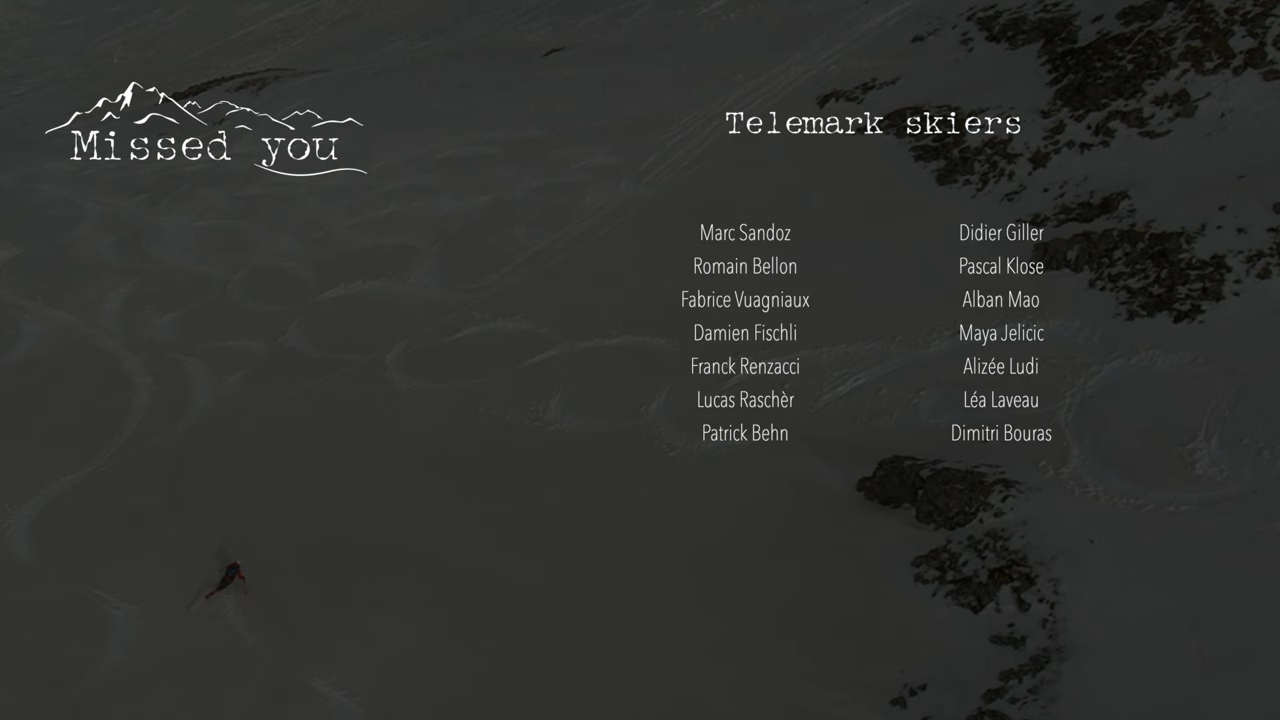 Missed you
Telemark skiers
Marc Sandoz
Romain Bellon
Fabrice Vuagniaux
Damien Fischli
Franck Renzacci
Lucas Raschèr
Patrick Behn
Didier Giller
Pascal Klose
Alban Mao
Maya Jelicic
Alizée Ludi
Léa Laveau
Dimitri Bouras